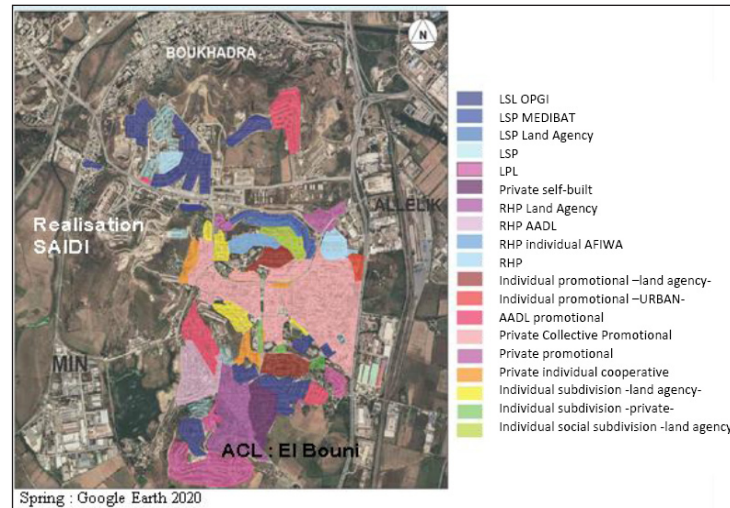 BOUKHADRA
N
ALLELIK
Realisation
SAIDI
MIN
ACL : El Bouni
Spring : Google Earth 2020
LSL OPGI
LSP MEDIBAT
LSP Land Agency
LSP
LPL
Private self-built
RHP Land Agency
RHP AADL
RHP individual AFIWA
RHP
Individual promotional –land agency-
Individual promotional –URBAN-
AADL promotional
Private Collective Promotional
Private promotional
Private individual cooperative
Individual subdivision -land agency-
Individual subdivision -private-
Individual social subdivision -land agency